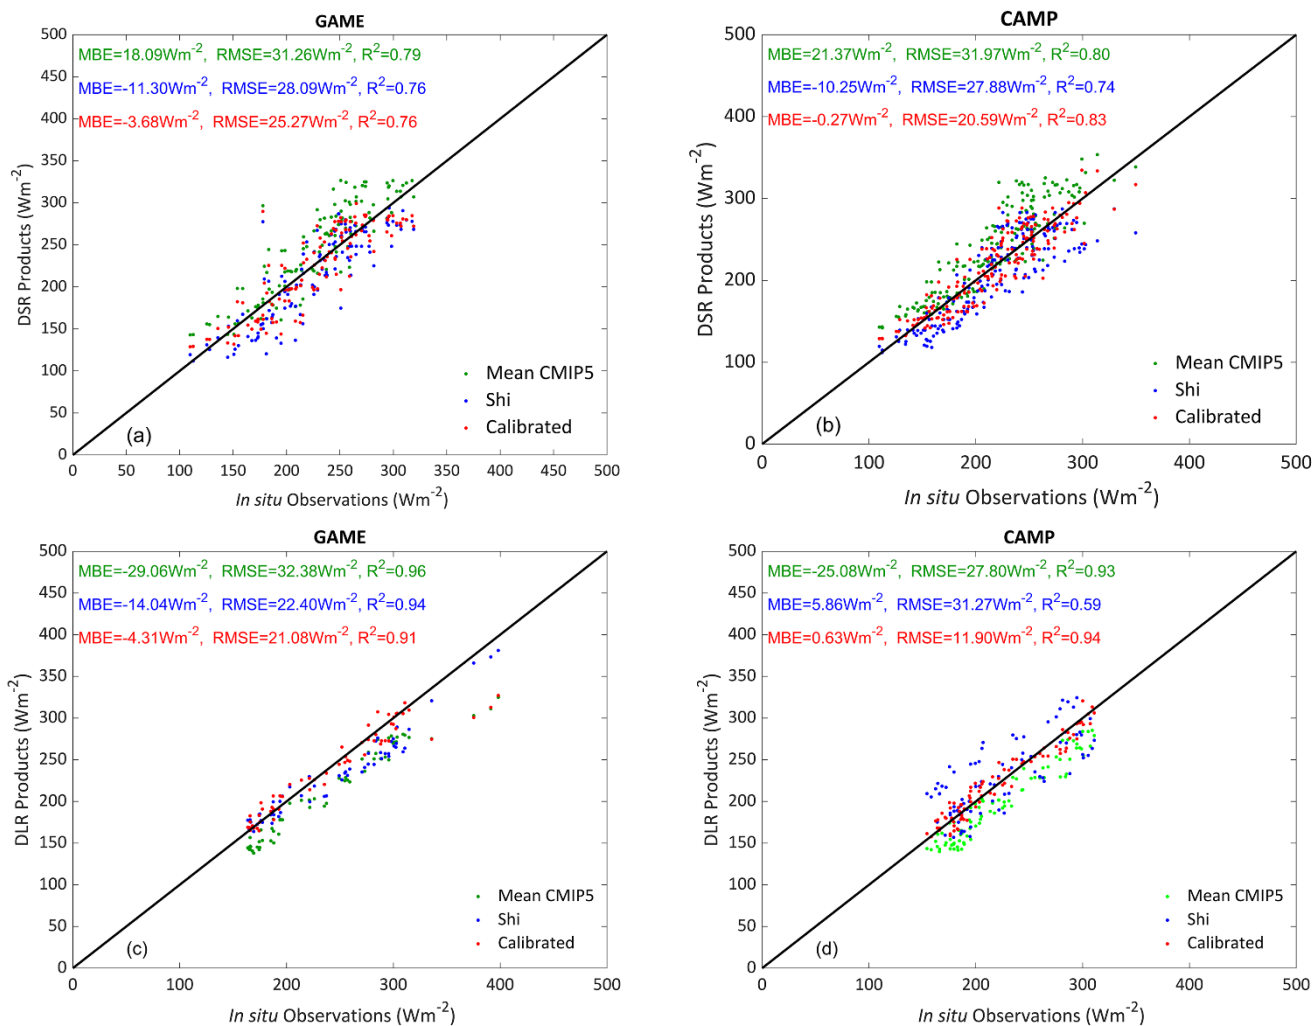 GAME
MBE=18.09Wm⁻², RMSE=31.26Wm⁻², R²=0.79
MBE=-11.30Wm⁻², RMSE=28.09Wm⁻², R²=0.76
MBE=-3.68Wm⁻², RMSE=25.27Wm⁻², R²=0.76
500
450
400
350
300
250
200
150
100
50
0
DSR Products (Wm⁻²)
Mean CMIP5
Shi
Calibrated
(a)
0 50 100 150 200 250 300 350 400 450 500
In situ Observations (Wm⁻²)
CAMP
MBE=21.37Wm⁻², RMSE=31.97Wm⁻², R²=0.80
MBE=-10.25Wm⁻², RMSE=27.88Wm⁻², R²=0.74
MBE=-0.27Wm⁻², RMSE=20.59Wm⁻², R²=0.83
500
400
300
200
100
0
DSR Products (Wm⁻²)
Mean CMIP5
Shi
Calibrated
(b)
0 100 200 300 400 500
In situ Observations (Wm⁻²)
GAME
MBE=-29.06Wm⁻², RMSE=32.38Wm⁻², R²=0.96
MBE=-14.04Wm⁻², RMSE=22.40Wm⁻², R²=0.94
MBE=-4.31Wm⁻², RMSE=21.08Wm⁻², R²=0.91
500
450
400
350
300
250
200
150
100
50
0
DLR Products (Wm⁻²)
Mean CMIP5
Shi
Calibrated
(c)
0 100 200 300 400 500
In situ Observations (Wm⁻²)
CAMP
MBE=-25.08Wm⁻², RMSE=27.80Wm⁻², R²=0.93
MBE=5.86Wm⁻², RMSE=31.27Wm⁻², R²=0.59
MBE=0.63Wm⁻², RMSE=11.90Wm⁻², R²=0.94
500
450
400
350
300
250
200
150
100
50
0
DLR Products (Wm⁻²)
Mean CMIP5
Shi
Calibrated
(d)
0 100 200 300 400 500
In situ Observations (Wm⁻²)